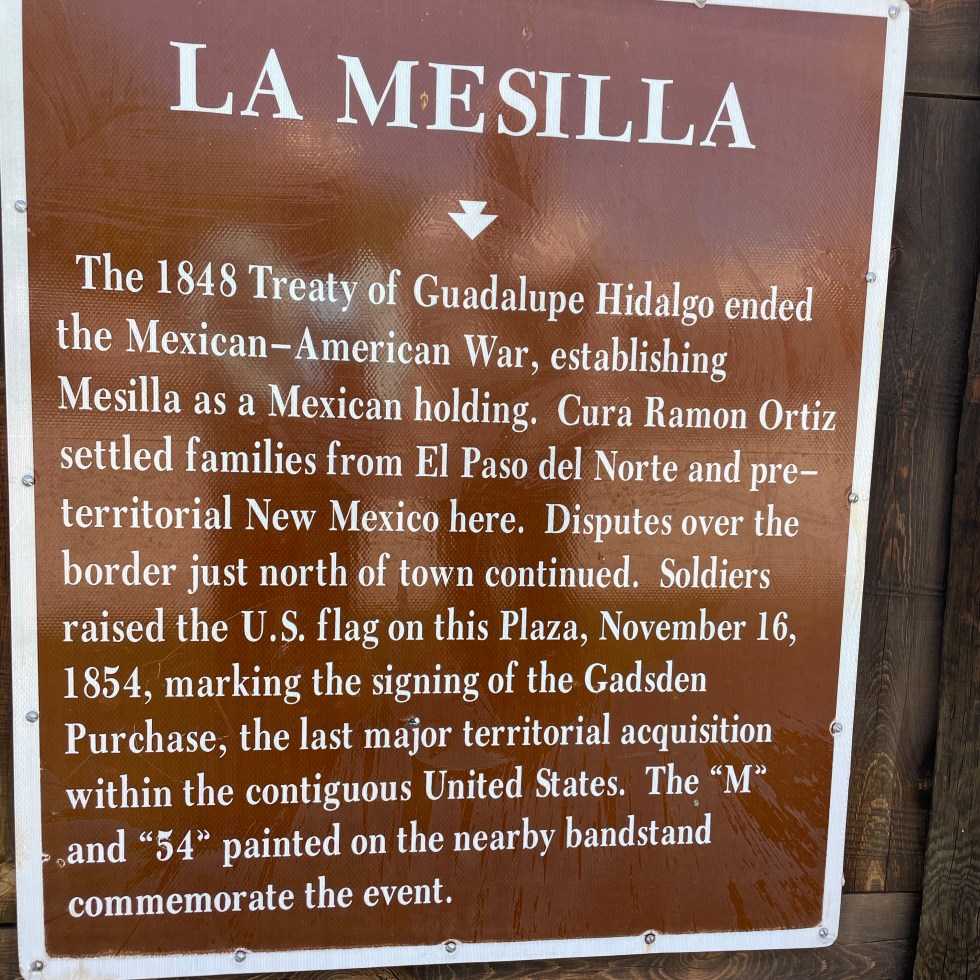 LA MESILLA
The 1848 Treaty of Guadalupe Hidalgo ended
the Mexican–American War, establishing
Mesilla as a Mexican holding. Cura Ramon Ortiz
settled families from El Paso del Norte and pre–
territorial New Mexico here. Disputes over the
border just north of town continued. Soldiers
raised the U.S. flag on this Plaza, November 16,
1854, marking the signing of the Gadsden
Purchase, the last major territorial acquisition
within the contiguous United States. The “M”
and “54” painted on the nearby bandstand
commemorate the event.